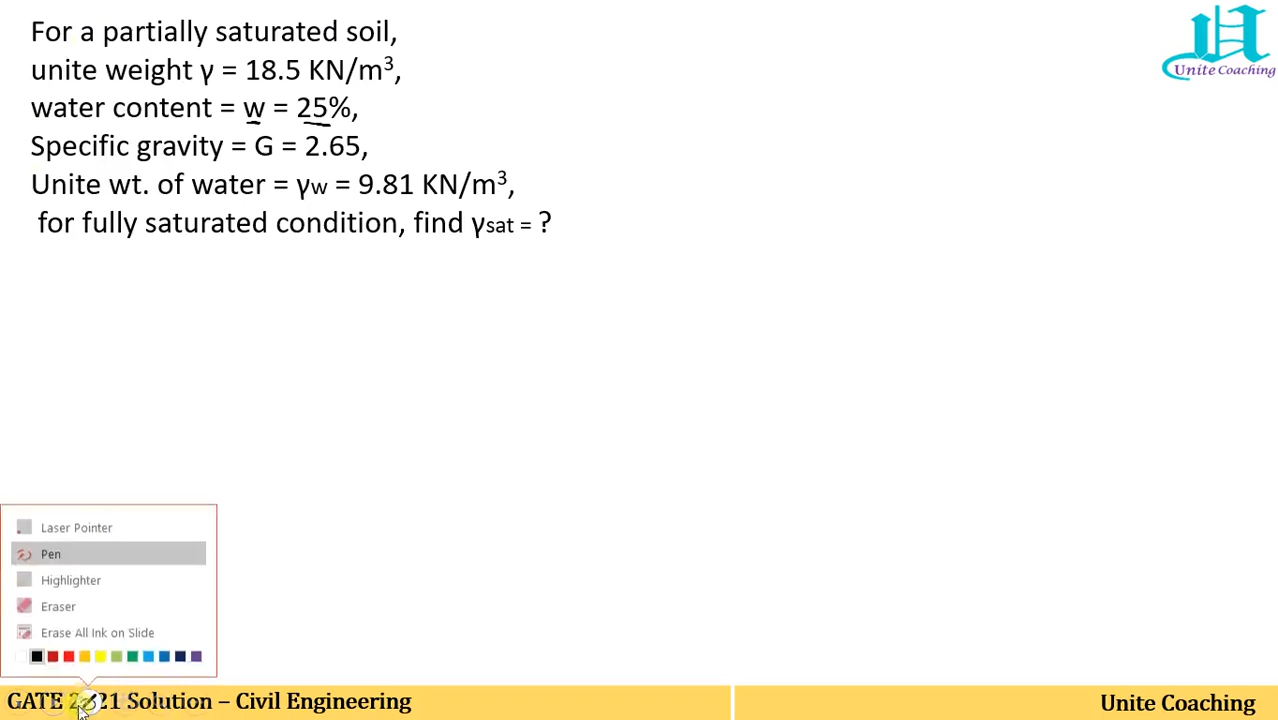 For a partially saturated soil,
unite weight γ = 18.5 KN/m³,
water content = w = 25%,
Specific gravity = G = 2.65,
Unite wt. of water = γw = 9.81 KN/m³,
for fully saturated condition, find γsat = ?
Unite Coaching
Laser Pointer
Pen
Highlighter
Eraser
Erase All Ink on Slide
GATE 2021 Solution – Civil Engineering
Unite Coaching